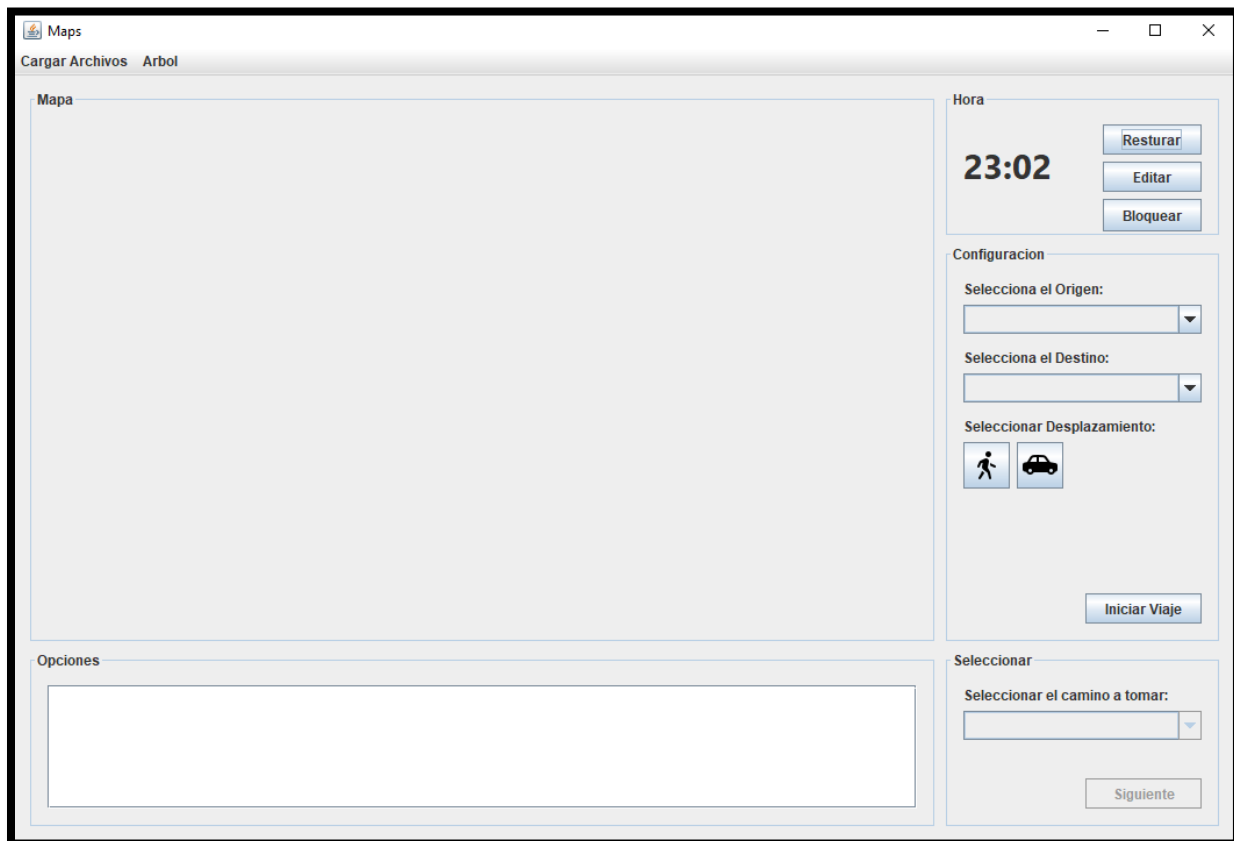 Maps
Cargar Archivos Arbol
Mapa
Hora
23:02
Resturar
Editar
Bloquear
Configuracion
Selecciona el Origen:
Selecciona el Destino:
Seleccionar Desplazamiento:
Iniciar Viaje
Opciones
Seleccionar
Seleccionar el camino a tomar:
Siguiente